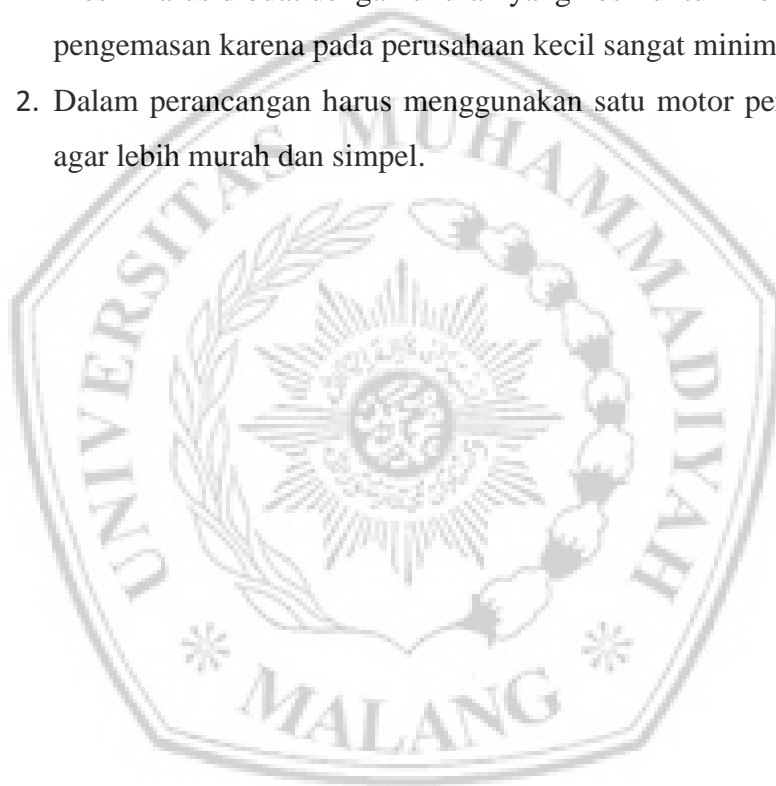 pengemasan karena pada perusahaan kecil sangat minim
2. Dalam perancangan harus menggunakan satu motor
agar lebih murah dan simpel.
UNIVERSITAS MUHAMMADIYAH
* MALANG *